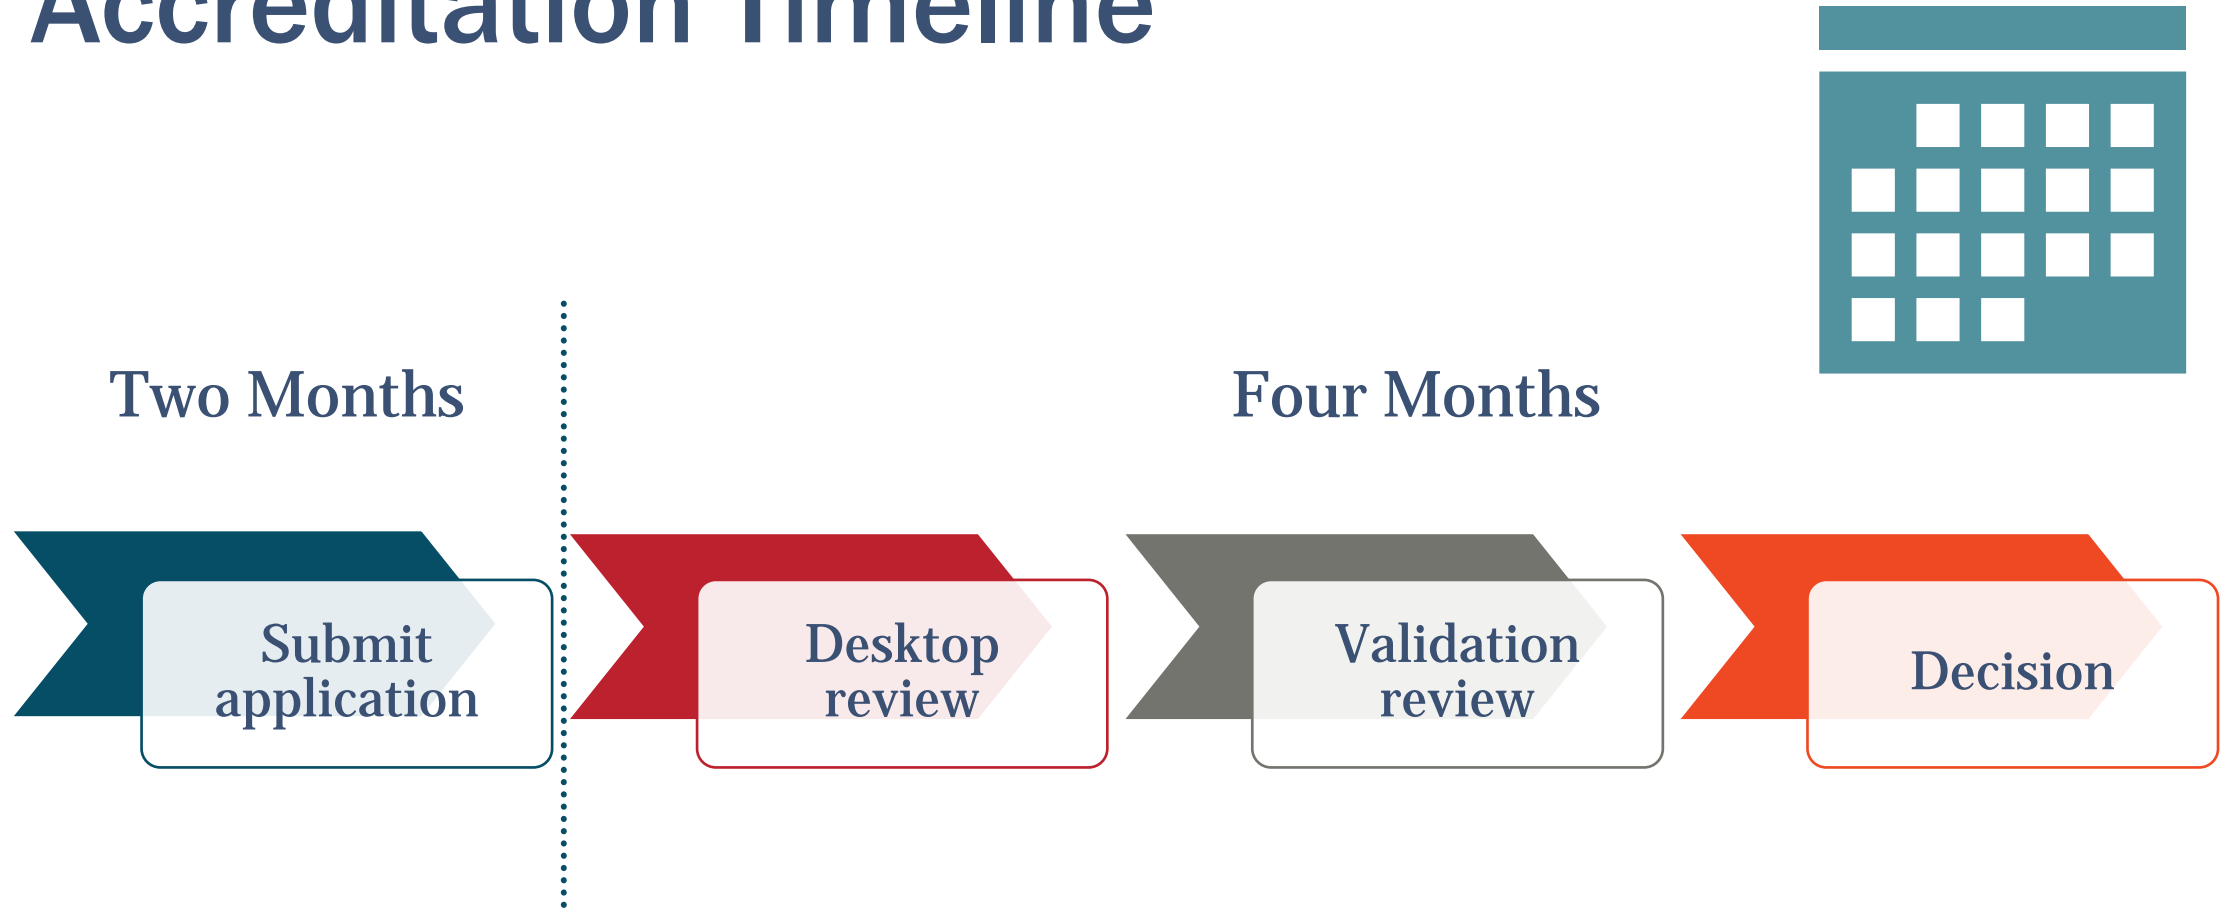 Accreditation Timeline
Two Months
Four Months
Submit
application
Desktop
review
Validation
review
Decision